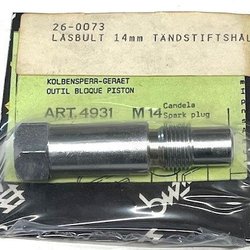 26-0073
LÅSBULT 14mm TÄNDSTIFTSHÅL
KOLBENSPERR-GERAET
OUTIL BLOQUE PISTON
ART. 4931 M14 Candela
Spark plug